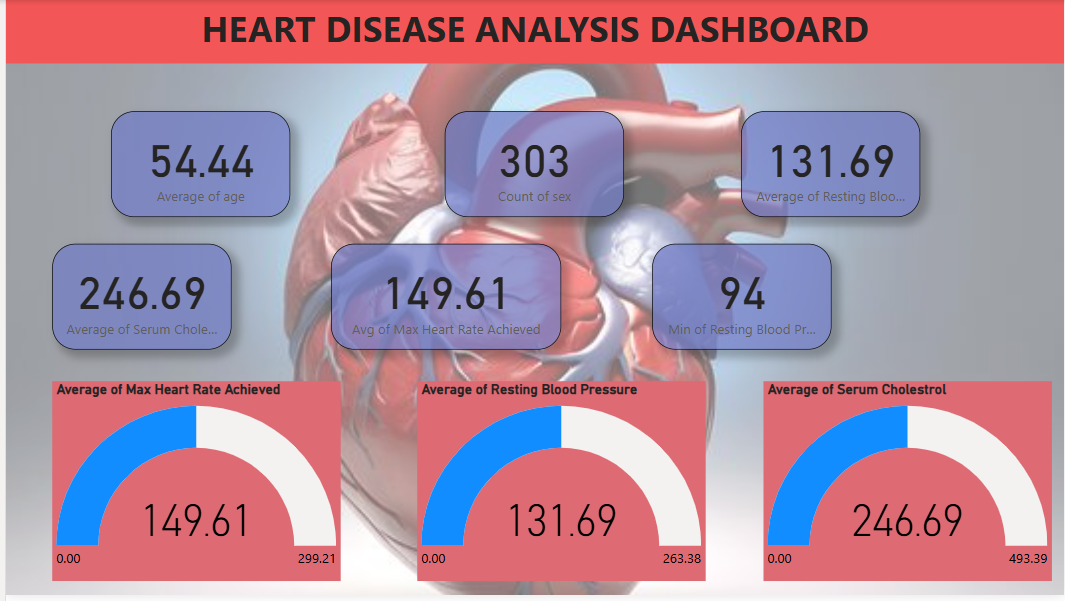 HEART DISEASE ANALYSIS DASHBOARD
54.44
Average of age
303
Count of sex
131.69
Average of Resting Bloo...
246.69
Average of Serum Chole...
149.61
Avg of Max Heart Rate Achieved
94
Min of Resting Blood Pr...
Average of Max Heart Rate Achieved
149.61
0.00
299.21
Average of Resting Blood Pressure
131.69
0.00
263.38
Average of Serum Cholestrol
246.69
0.00
493.39